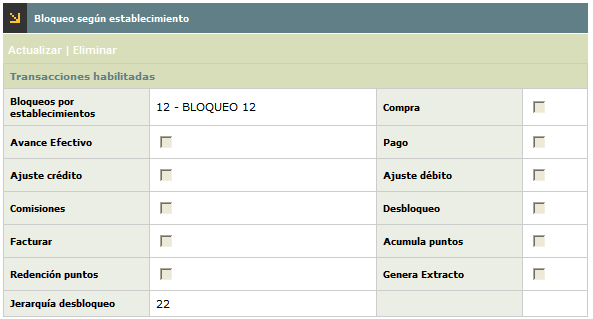 Bloqueo según establecimiento
Actualizar | Eliminar
Transacciones habilitadas
Bloqueos por
establecimientos
12 - BLOQUEO 12
Compra
Avance Efectivo
Pago
Ajuste crédito
Ajuste débito
Comisiones
Desbloqueo
Facturar
Acumula puntos
Redención puntos
Genera Extracto
Jerarquía desbloqueo
22